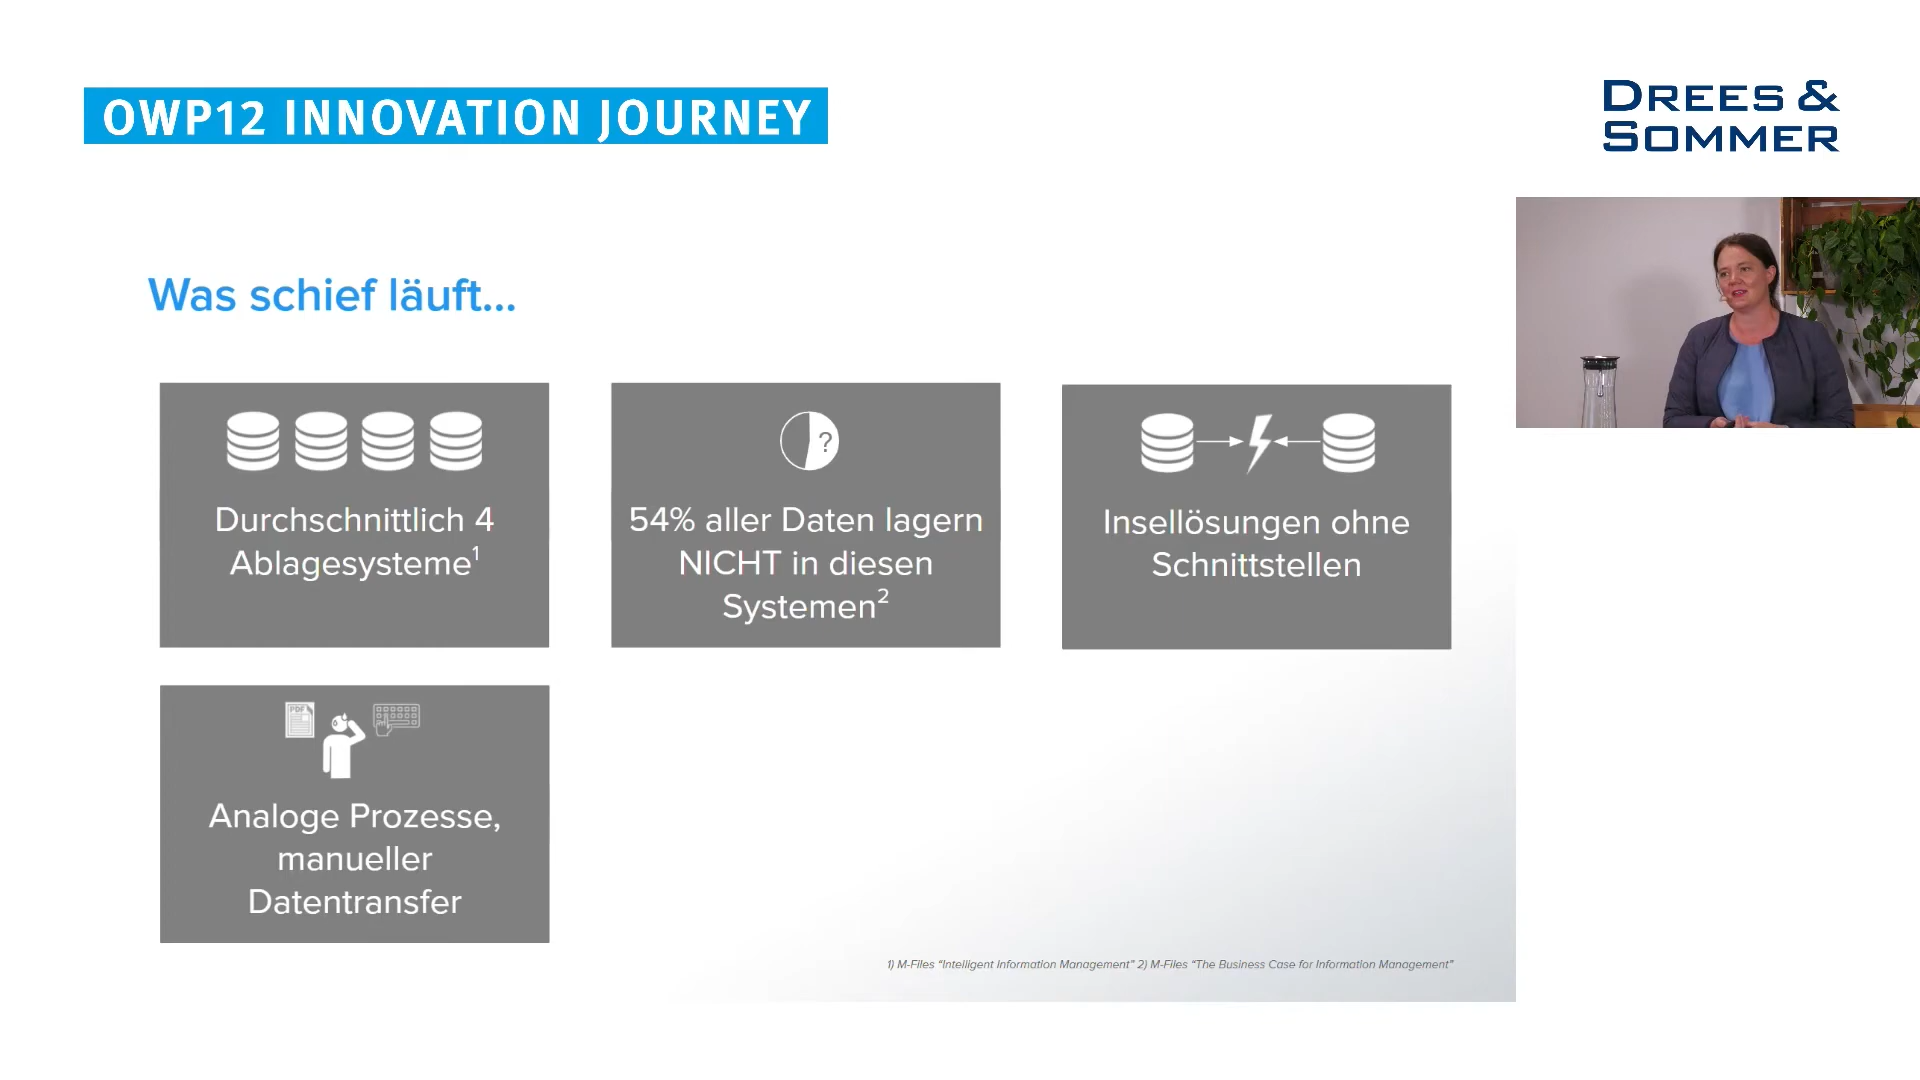 OWP12 INNOVATION JOURNEY
DREES &
SOMMER
Was schief läuft...
Durchschnittlich 4
Ablagesysteme¹
?
54% aller Daten lagern
NICHT in diesen
Systemen²
Insellösungen ohne
Schnittstellen
PDF
Analoge Prozesse,
manueller
Datentransfer
1) M-Files “Intelligent Information Management” 2) M-Files “The Business Case for Information Management”